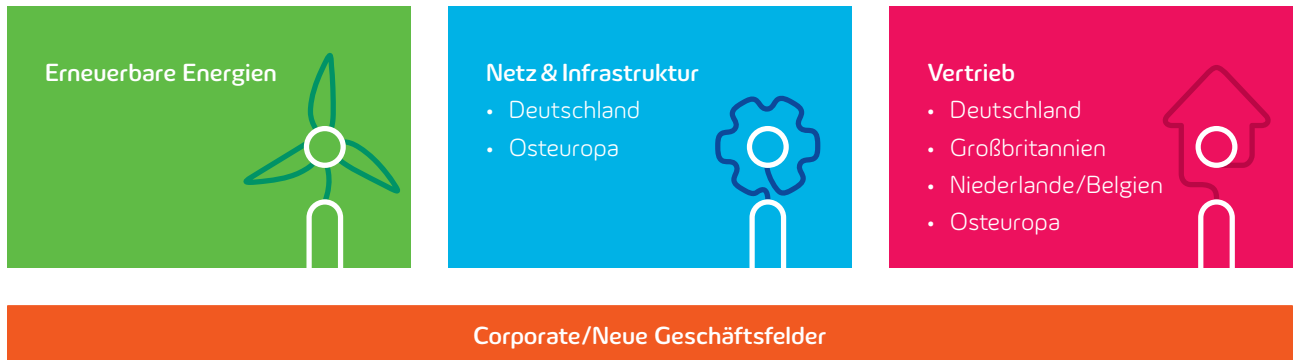 Erneuerbare Energien
Netz & Infrastruktur
• Deutschland
• Osteuropa
Vertrieb
• Deutschland
• Großbritannien
• Niederlande/Belgien
• Osteuropa
Corporate/Neue Geschäftsfelder